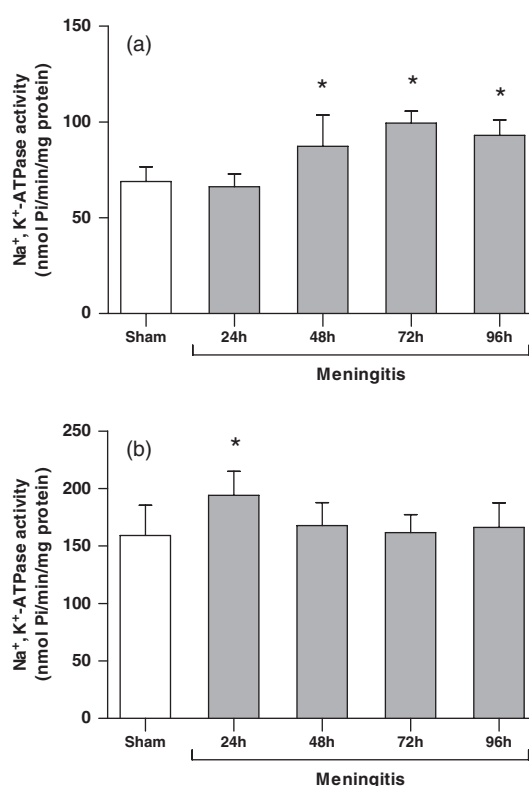 (a)
Na⁺, K⁺-ATPase activity
(nmol Pi/min/mg protein)
150
100
50
0
* * *
Sham 24h 48h 72h 96h
Meningitis
(b)
Na⁺, K⁺-ATPase activity
(nmol Pi/min/mg protein)
250
200
150
100
50
0
*
Sham 24h 48h 72h 96h
Meningitis